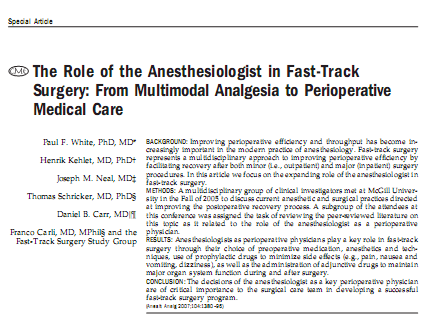 Special Article
CME
The Role of the Anesthesiologist in Fast-Track
Surgery: From Multimodal Analgesia to Perioperative
Medical Care
Paul F. White, PhD, MD*
Henrik Kehlet, MD, PhD†
Joseph M. Neal, MD‡
Thomas Schricker, MD, PhD§
Daniel B. Carr, MD∥¶
Franco Carli, MD, MPhil§ and the
Fast-Track Surgery Study Group
BACKGROUND: Improving perioperative efficiency and throughput has become in-
creasingly important in the modern practice of anesthesiology. Fast-track surgery
represents a multidisciplinary approach to improving perioperative efficiency by
facilitating recovery after both minor (i.e., outpatient) and major (inpatient) surgery
procedures. In this article we focus on the expanding role of the anesthesiologist in
fast-track surgery.
METHODS: A multidisciplinary group of clinical investigators met at McGill Univer-
sity in the Fall of 2005 to discuss current anesthetic and surgical practices directed
at improving the postoperative recovery process. A subgroup of the attendees at
this conference was assigned the task of reviewing the peer-reviewed literature on
this topic as it related to the role of the anesthesiologist as a perioperative
physician.
RESULTS: Anesthesiologists as perioperative physicians play a key role in fast-track
surgery through their choice of preoperative medication, anesthetics and tech-
niques, use of prophylactic drugs to minimize side effects (e.g., pain, nausea and
vomiting, dizziness), as well as the administration of adjunctive drugs to maintain
major organ system function during and after surgery.
CONCLUSION: The decisions of the anesthesiologist as a key perioperative physician
are of critical importance to the surgical care team in developing a successful
fast-track surgery program.
(Anesth Analg 2007;104:1380–96)